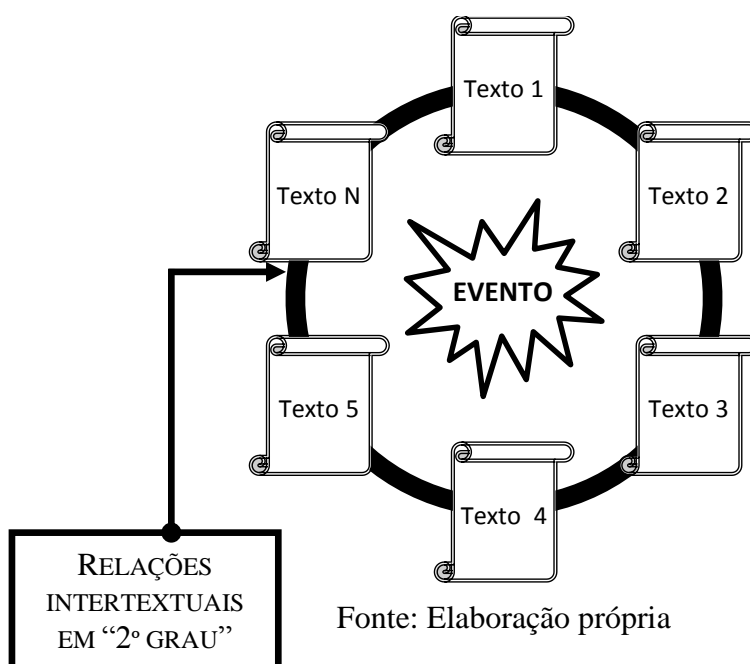 Texto 1
Texto N
Texto 2
EVENTO
Texto 5
Texto 3
Texto 4
RELAÇÕES
INTERTEXTUAIS
EM “2º GRAU”
Fonte: Elaboração própria